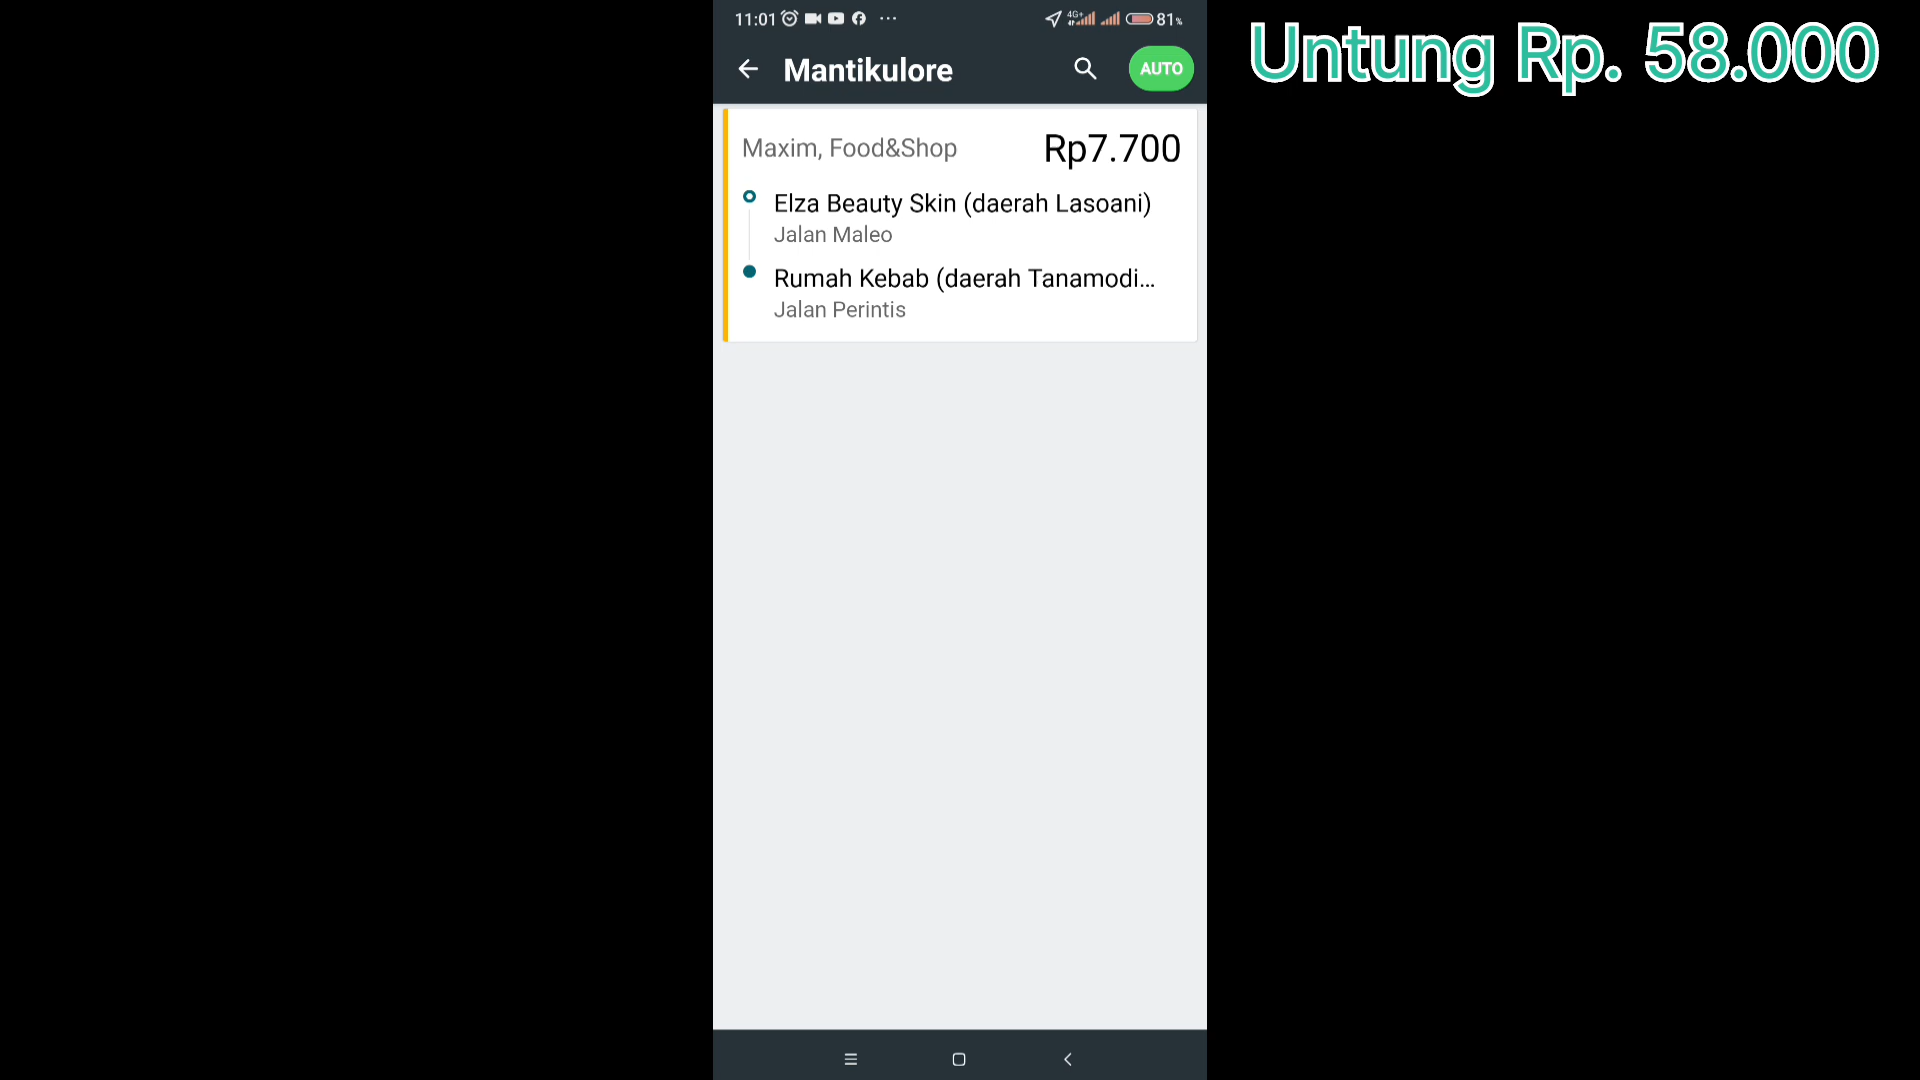 11:01 ... 4G+ 81%
Untung Rp. 58.000
Mantikulore
AUTO
Maxim, Food&Shop
Rp7.700
Elza Beauty Skin (daerah Lasoani)
Jalan Maleo
Rumah Kebab (daerah Tanamodi...
Jalan Perintis